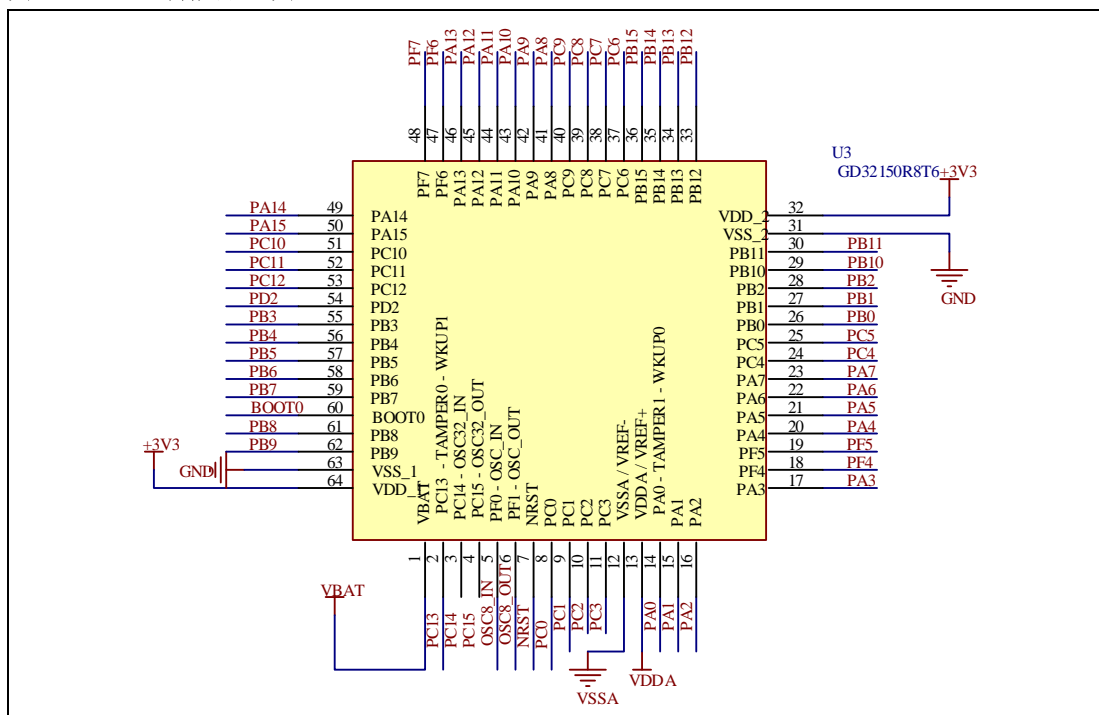 PF7 PF6 PA13 PA12 PA11 PA10 PA9 PA8 PC9 PC8 PC7 PC6 PB15 PB14 PB13 PB12
48 47 46 45 44 43 42 41 40 39 38 37 36 35 34 33
PF7 PF6 PA13 PA12 PA11 PA10 PA9 PA8 PC9 PC8 PC7 PC6 PB15 PB14 PB13 PB12
U3
GD32150R8T6
+3V3
PA14 49 PA14
PA15 50 PA15
PC10 51 PC10
PC11 52 PC11
PC12 53 PC12
PD2 54 PD2
PB3 55 PB3
PB4 56 PB4
PB5 57 PB5
PB6 58 PB6
PB7 59 PB7
BOOT0 60 BOOT0
PB8 61 PB8
PB9 62 PB9
+3V3
GND 63 VSS_1
64 VDD_1
VDD_2 32
VSS_2 31
PB11 30 PB11
PB10 29 PB10
PB2 28 PB2
PB1 27 PB1
PB0 26 PB0
PC5 25 PC5
PC4 24 PC4
PA7 23 PA7
PA6 22 PA6
PA5 21 PA5
PA4 20 PA4
PF5 19 PF5
PF4 18 PF4
PA3 17 PA3
GND
VBAT
PC13 - TAMPER0 - WKUP1
PC14 - OSC32_IN
PC15 - OSC32_OUT
PF0 - OSC_IN
PF1 - OSC_OUT
NRST
PC0
PC1
PC2
PC3
VSSA / VREF-
VDDA / VREF+
PA0 - TAMPER1 - WKUP0
PA1
PA2
1 2 3 4 5 6 7 8 9 10 11 12 13 14 15 16
VBAT
PC13 PC14 PC15 OSC8_IN OSC8_OUT NRST PC0 PC1 PC2 PC3 PA0 PA1 PA2
VSSA
VDDA